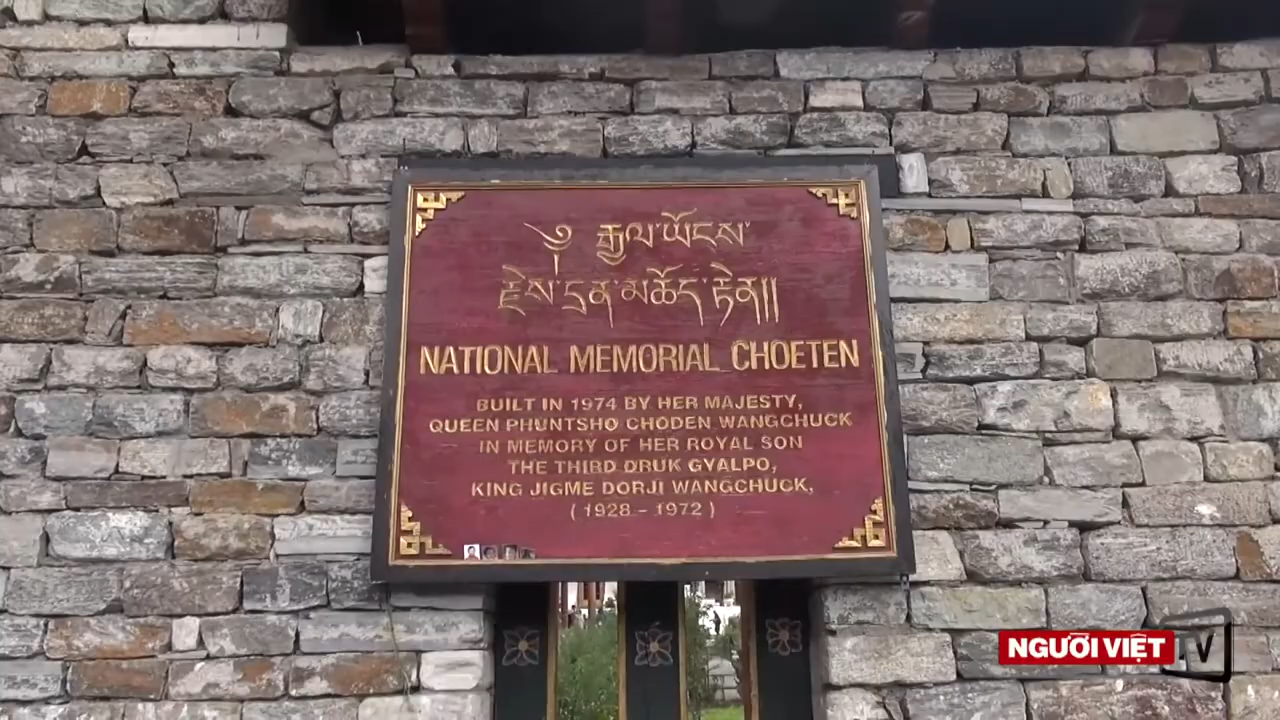 ༄ རྒྱལ་ཡོངས་
རྗེས་དྲན་མཆོད་རྟེན།།
NATIONAL MEMORIAL CHOETEN
BUILT IN 1974 BY HER MAJESTY,
QUEEN PHUNTSHO CHODEN WANGCHUCK
IN MEMORY OF HER ROYAL SON
THE THIRD DRUK GYALPO,
KING JIGME DORJI WANGCHUCK,
( 1928 - 1972 )
NGƯỜI VIỆT TV